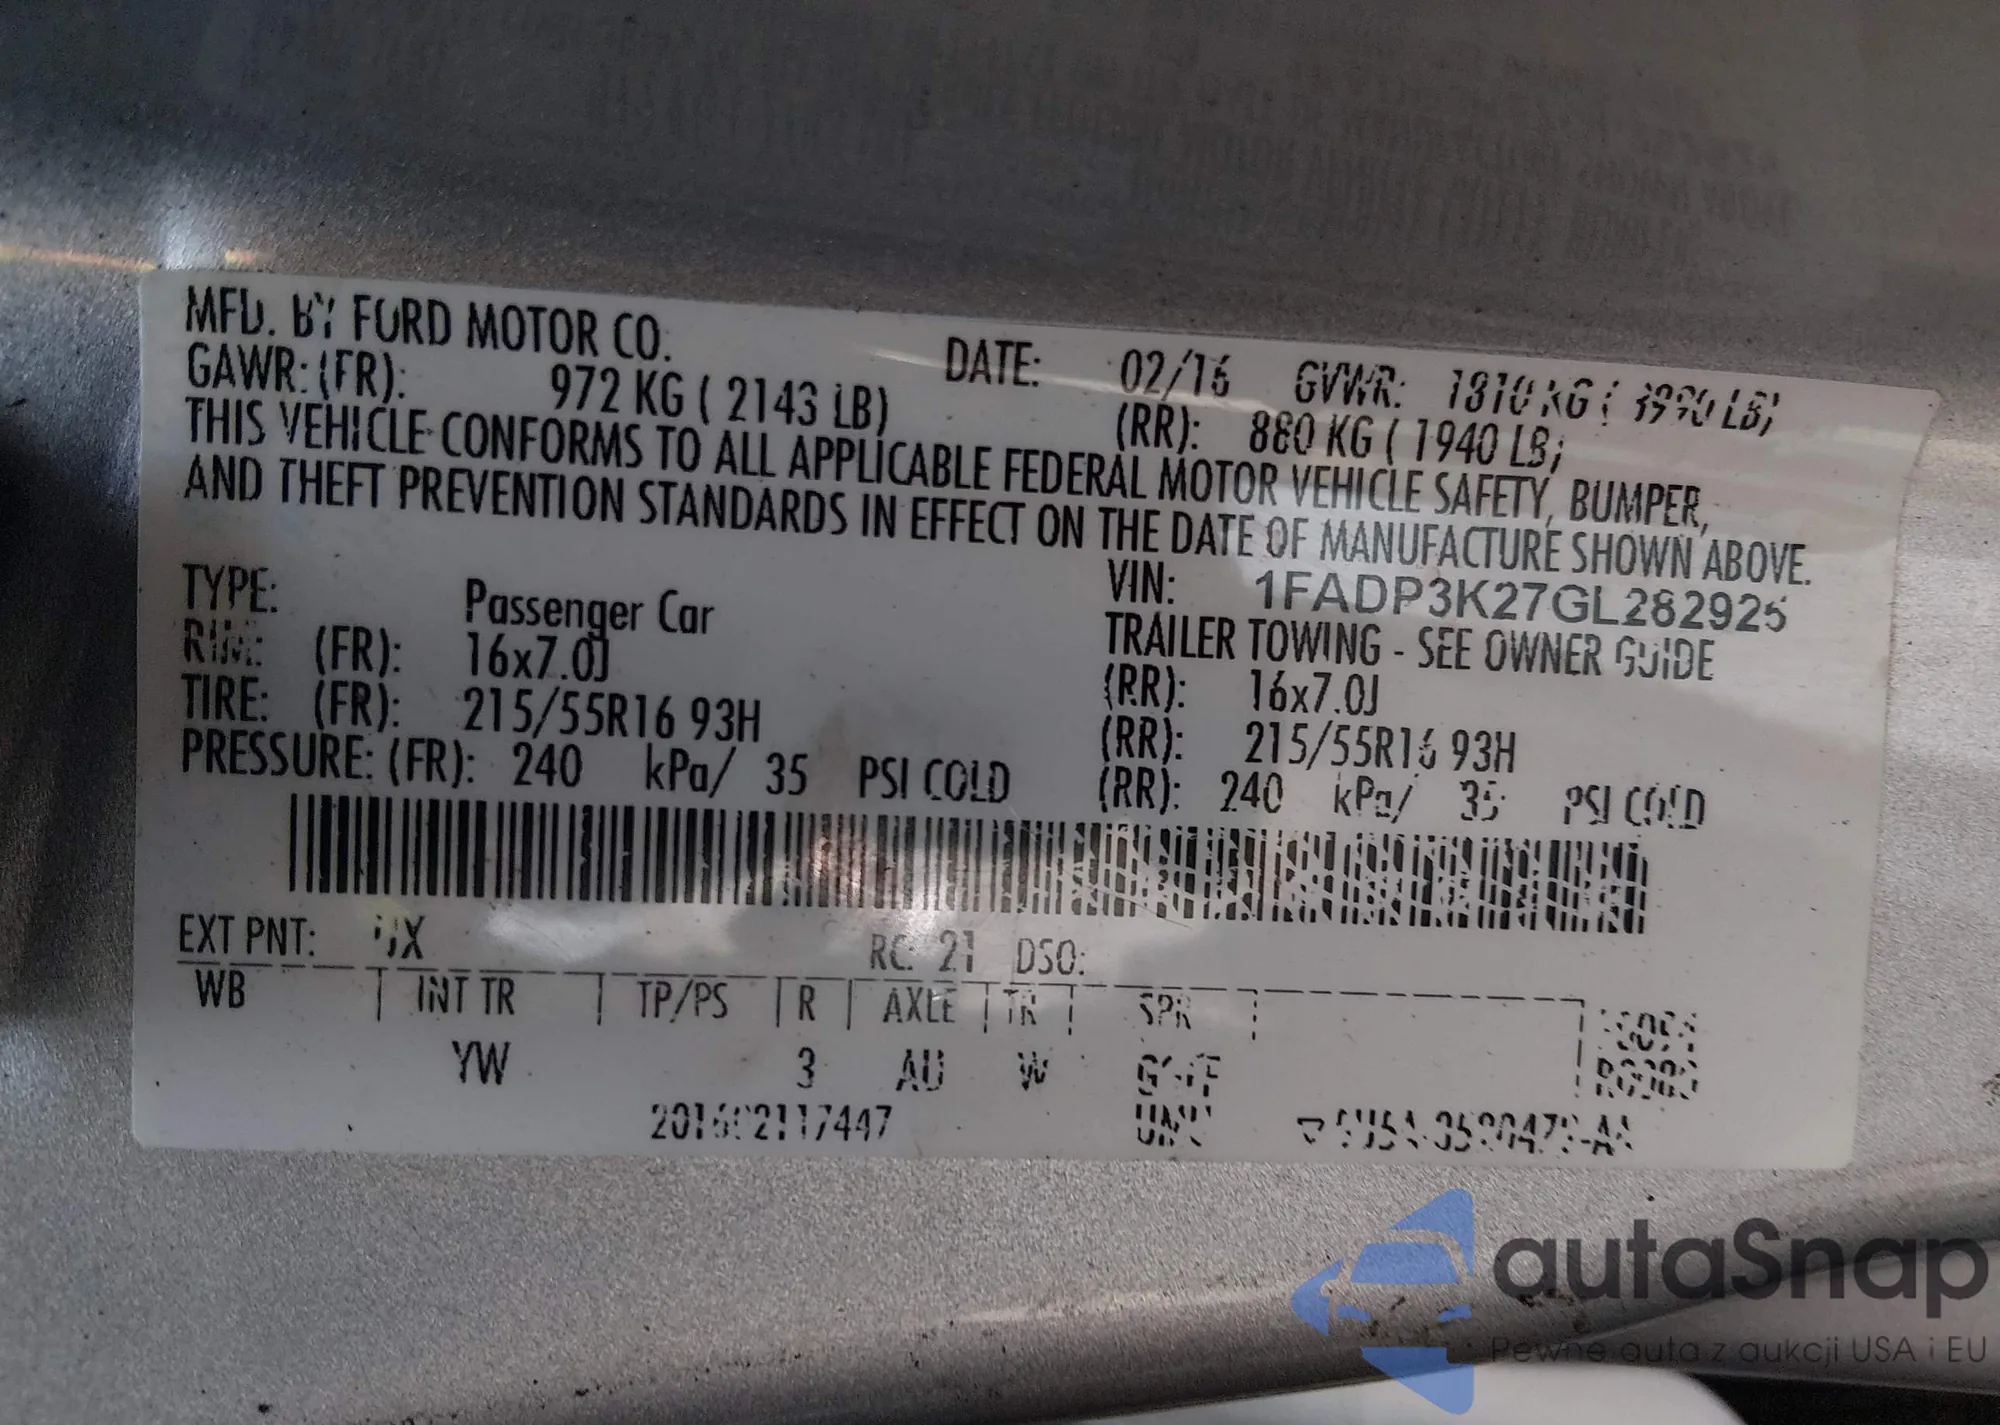 MFD. BY FORD MOTOR CO.
DATE: 02/16 GVWR: 1810 KG ( 3990 LB)
GAWR: (FR): 972 KG ( 2143 LB) (RR): 880 KG ( 1940 LB)
THIS VEHICLE CONFORMS TO ALL APPLICABLE FEDERAL MOTOR VEHICLE SAFETY, BUMPER,
AND THEFT PREVENTION STANDARDS IN EFFECT ON THE DATE OF MANUFACTURE SHOWN ABOVE.
VIN: 1FADP3K27GL282925
TYPE: Passenger Car
TRAILER TOWING - SEE OWNER GUIDE
RIM: (FR): 16x7.0J (RR): 16x7.0J
TIRE: (FR): 215/55R16 93H (RR): 215/55R16 93H
PRESSURE: (FR): 240 kPa/ 35 PSI COLD (RR): 240 kPa/ 35 PSI COLD
EXT PNT: UX RC: 21 DSO:
WB INT TR TP/PS R AXLE TR SPR
YW 3 AU W
201602117447
autaSnap
Pewne auta z aukcji USA i EU